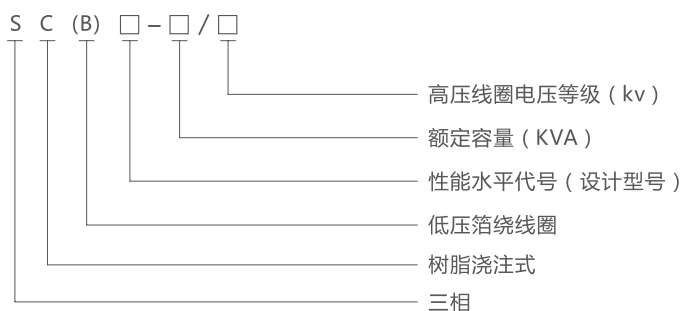 S C (B) □－□/□
高压线圈电压等级（kv）
额定容量（KVA）
性能水平代号（设计型号）
低压箔绕线圈
树脂浇注式
三相